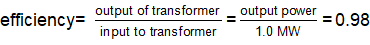 efficiency= output of transformer / input to transformer = output power / 1.0 MW = 0.98